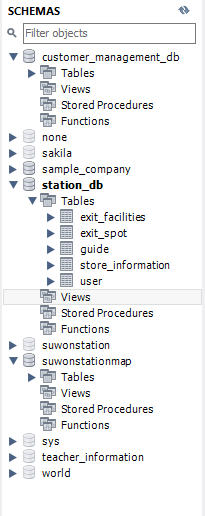 SCHEMAS
Filter objects
customer_management_db
Tables
Views
Stored Procedures
Functions
none
sakila
sample_company
station_db
Tables
exit_facilities
exit_spot
guide
store_information
user
Views
Stored Procedures
Functions
suwonstation
suwonstationmap
Tables
Views
Stored Procedures
Functions
sys
teacher_information
world